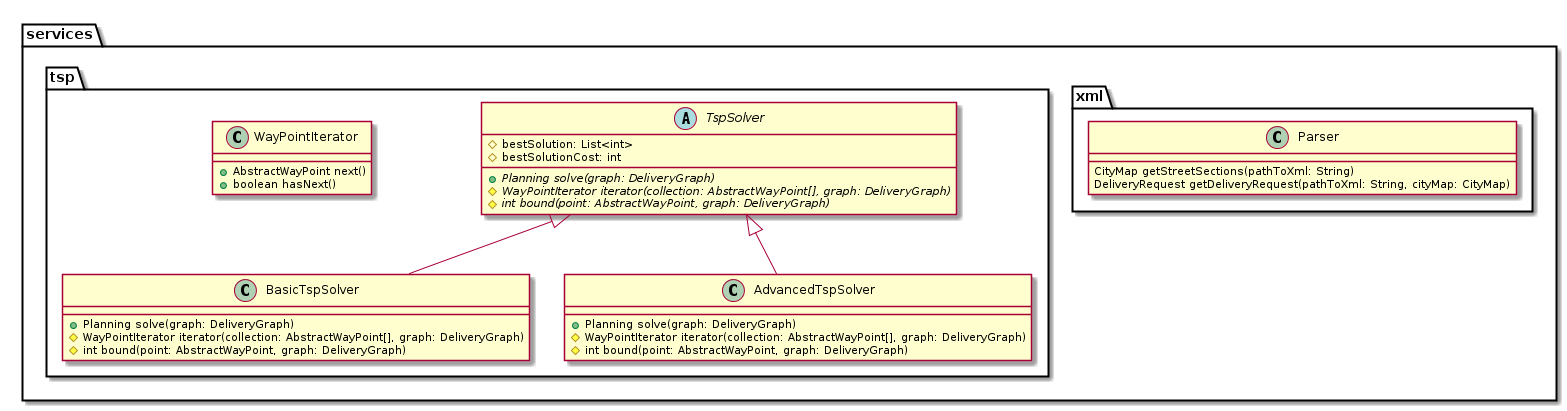 services
tsp
xml
C WayPointIterator
AbstractWayPoint next()
boolean hasNext()
A TspSolver
bestSolution: List<int>
bestSolutionCost: int
Planning solve(graph: DeliveryGraph)
WayPointIterator iterator(collection: AbstractWayPoint[], graph: DeliveryGraph)
int bound(point: AbstractWayPoint, graph: DeliveryGraph)
C Parser
CityMap getStreetSections(pathToXml: String)
DeliveryRequest getDeliveryRequest(pathToXml: String, cityMap: CityMap)
C BasicTspSolver
Planning solve(graph: DeliveryGraph)
WayPointIterator iterator(collection: AbstractWayPoint[], graph: DeliveryGraph)
int bound(point: AbstractWayPoint, graph: DeliveryGraph)
C AdvancedTspSolver
Planning solve(graph: DeliveryGraph)
WayPointIterator iterator(collection: AbstractWayPoint[], graph: DeliveryGraph)
int bound(point: AbstractWayPoint, graph: DeliveryGraph)